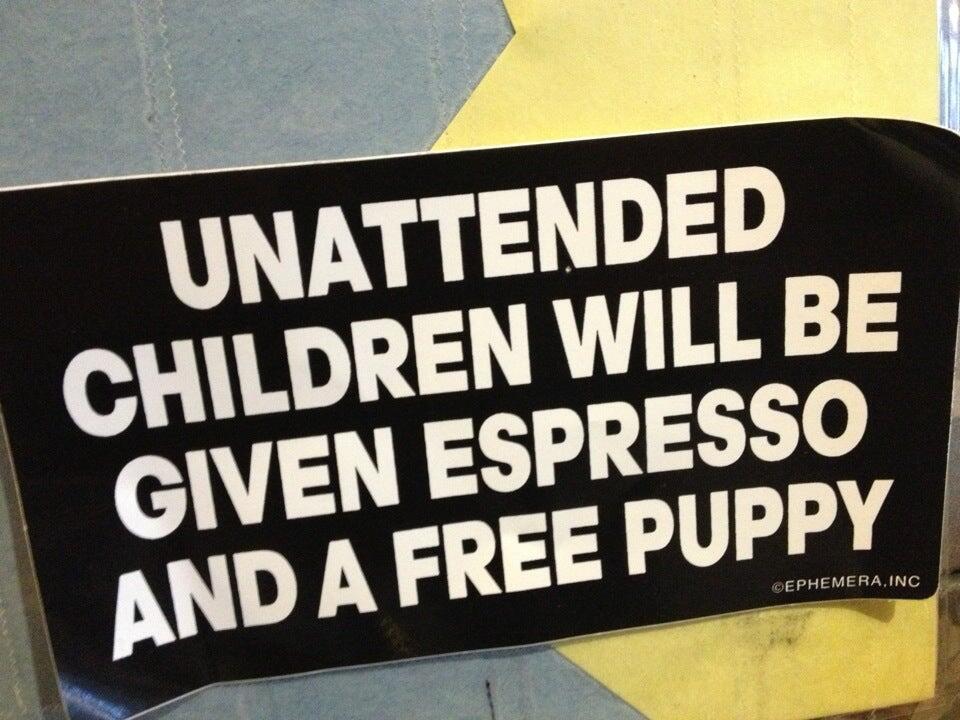 UNATTENDED
CHILDREN WILL BE
GIVEN ESPRESSO
AND A FREE PUPPY
©EPHEMERA,INC